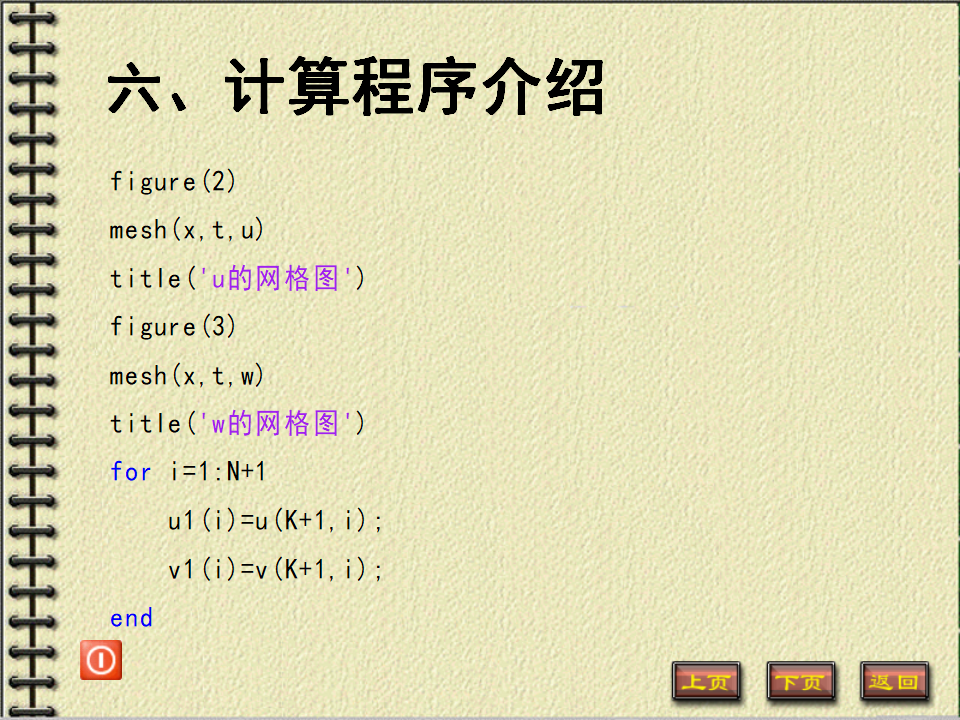 六、计算程序介绍
figure(2)
mesh(x,t,u)
title('u的网格图')
figure(3)
mesh(x,t,w)
title('w的网格图')
for i=1:N+1
    u1(i)=u(K+1,i);
    v1(i)=v(K+1,i);
end
上页 下页 返回